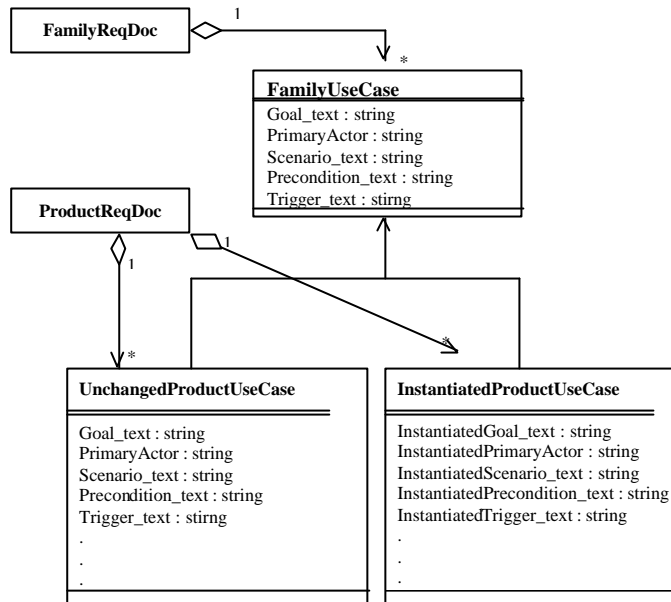 FamilyReqDoc
1
*
FamilyUseCase
Goal_text : string
PrimaryActor : string
Scenario_text : string
Precondition_text : string
Trigger_text : stirng
ProductReqDoc
1
1
*
*
UnchangedProductUseCase
Goal_text : string
PrimaryActor : string
Scenario_text : string
Precondition_text : string
Trigger_text : stirng
.
.
.
InstantiatedProductUseCase
InstantiatedGoal_text : string
InstantiatedPrimaryActor : string
InstantiatedScenario_text : string
InstantiatedPrecondition_text : string
InstantiatedTrigger_text : string
.
.
.